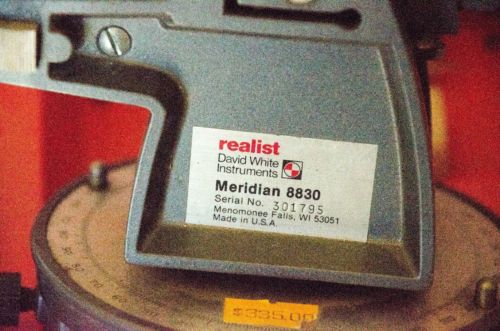 realist
David White
Instruments
Meridian 8830
Serial No. 301795
Menomonee Falls, WI 53051
Made in U.S.A.
$335.00